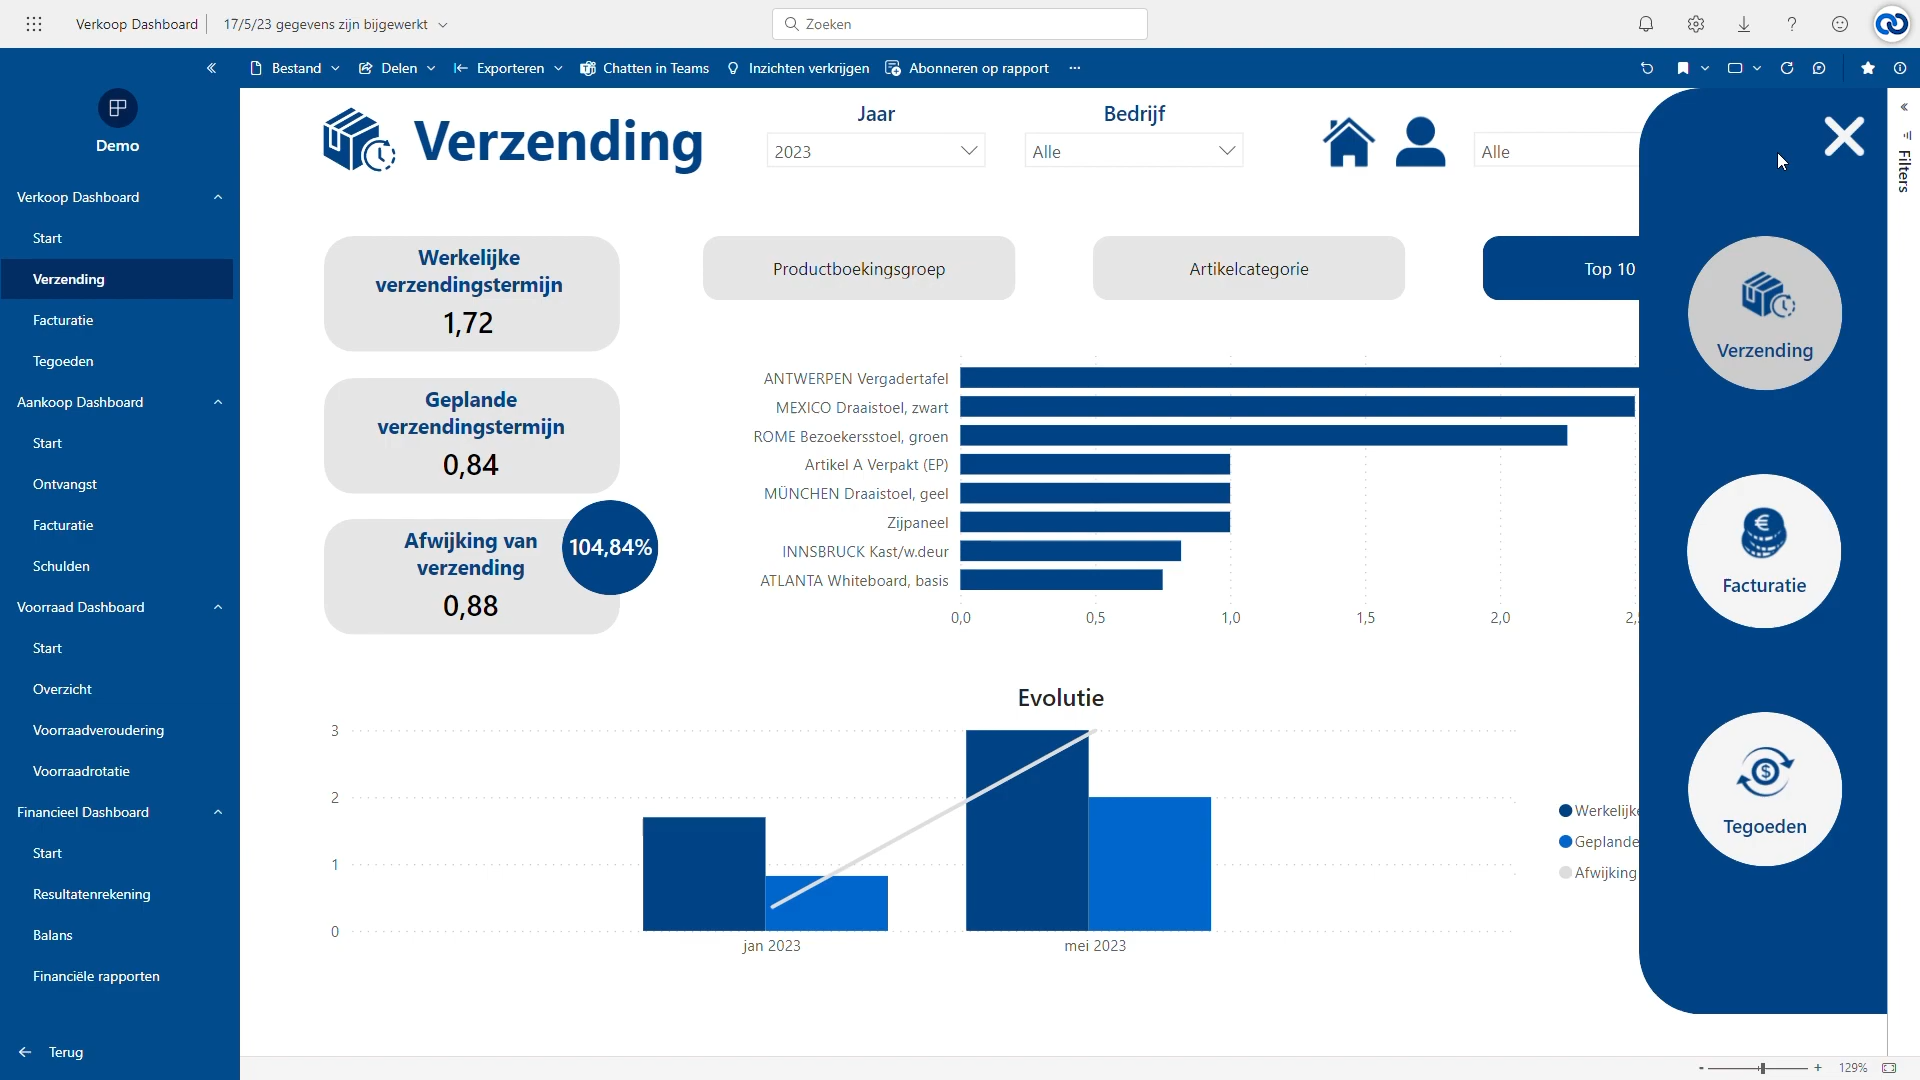 Verkoop Dashboard
17/5/23 gegevens zijn bijgewerkt
Zoeken
Bestand
Delen
Exporteren
Chatten in Teams
Inzichten verkrijgen
Abonneren op rapport
Demo
Verkoop Dashboard
Start
Verzending
Facturatie
Tegoeden
Aankoop Dashboard
Start
Ontvangst
Facturatie
Schulden
Voorraad Dashboard
Start
Overzicht
Voorraadveroudering
Voorraadrotatie
Financieel Dashboard
Start
Resultatenrekening
Balans
Financiële rapporten
Terug
Verzending
Jaar
2023
Bedrijf
Alle
Alle
Werkelijke
verzendingstermijn
1,72
Geplande
verzendingstermijn
0,84
Afwijking van
verzending
0,88
104,84%
Productboekingsgroep
Artikelcategorie
Top 10
ANTWERPEN Vergadertafel
MEXICO Draaistoel, zwart
ROME Bezoekersstoel, groen
Artikel A Verpakt (EP)
MÜNCHEN Draaistoel, geel
Zijpaneel
INNSBRUCK Kast/w.deur
ATLANTA Whiteboard, basis
0,0 0,5 1,0 1,5 2,0
Evolutie
3
2
1
0
jan 2023 mei 2023
Werkelijke
Geplande
Afwijking
Verzending
Facturatie
Tegoeden
Filters
129%